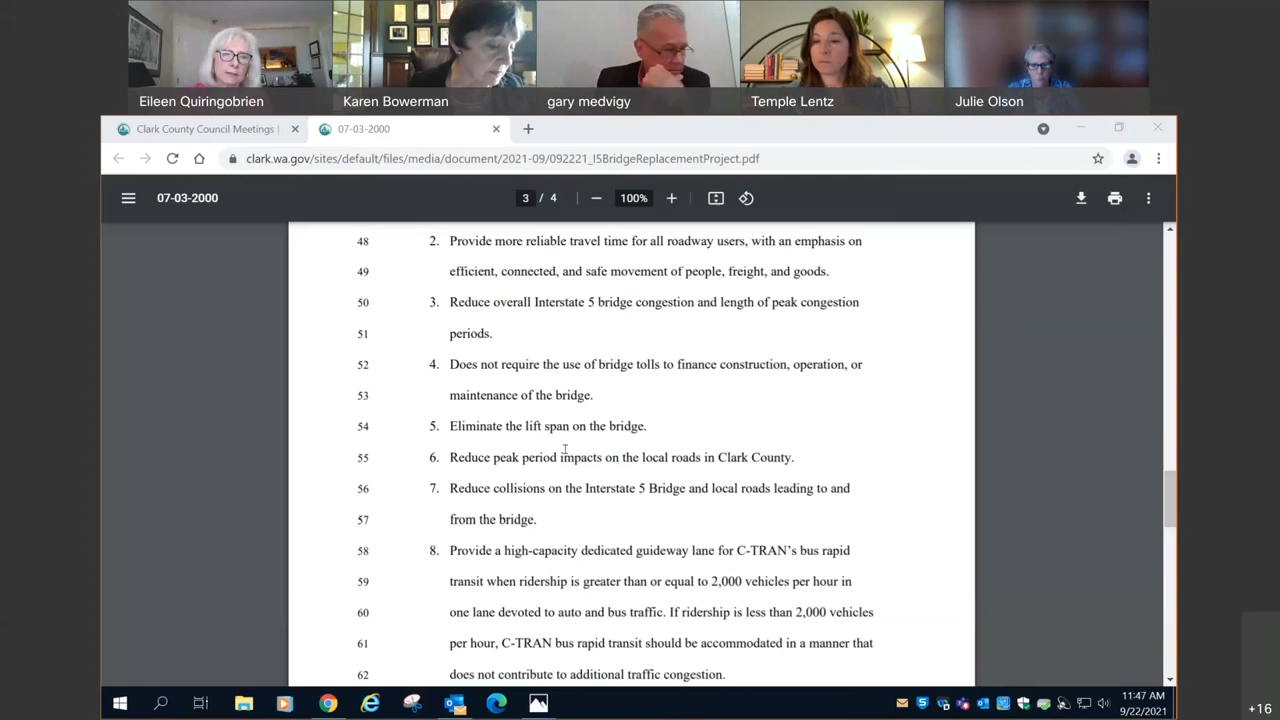 Eileen Quiringobrien
Karen Bowerman
gary medvigy
Temple Lentz
Julie Olson
Clark County Council Meetings |
07-03-2000
clark.wa.gov/sites/default/files/media/document/2021-09/092221_I5BridgeReplacementProject.pdf
07-03-2000
3 / 4
100%
48 2. Provide more reliable travel time for all roadway users, with an emphasis on
49 efficient, connected, and safe movement of people, freight, and goods.
50 3. Reduce overall Interstate 5 bridge congestion and length of peak congestion
51 periods.
52 4. Does not require the use of bridge tolls to finance construction, operation, or
53 maintenance of the bridge.
54 5. Eliminate the lift span on the bridge.
55 6. Reduce peak period impacts on the local roads in Clark County.
56 7. Reduce collisions on the Interstate 5 Bridge and local roads leading to and
57 from the bridge.
58 8. Provide a high-capacity dedicated guideway lane for C-TRAN’s bus rapid
59 transit when ridership is greater than or equal to 2,000 vehicles per hour in
60 one lane devoted to auto and bus traffic. If ridership is less than 2,000 vehicles
61 per hour, C-TRAN bus rapid transit should be accommodated in a manner that
62 does not contribute to additional traffic congestion.
11:47 AM
9/22/2021
+16